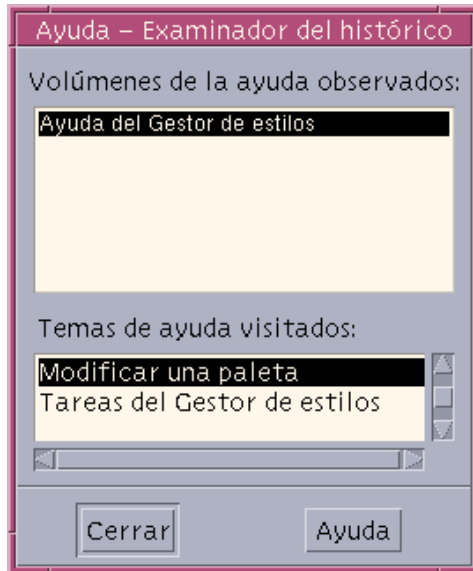 Ayuda – Examinador del histórico
Volúmenes de la ayuda observados:
Ayuda del Gestor de estilos
Temas de ayuda visitados:
Modificar una paleta
Tareas del Gestor de estilos
Cerrar
Ayuda